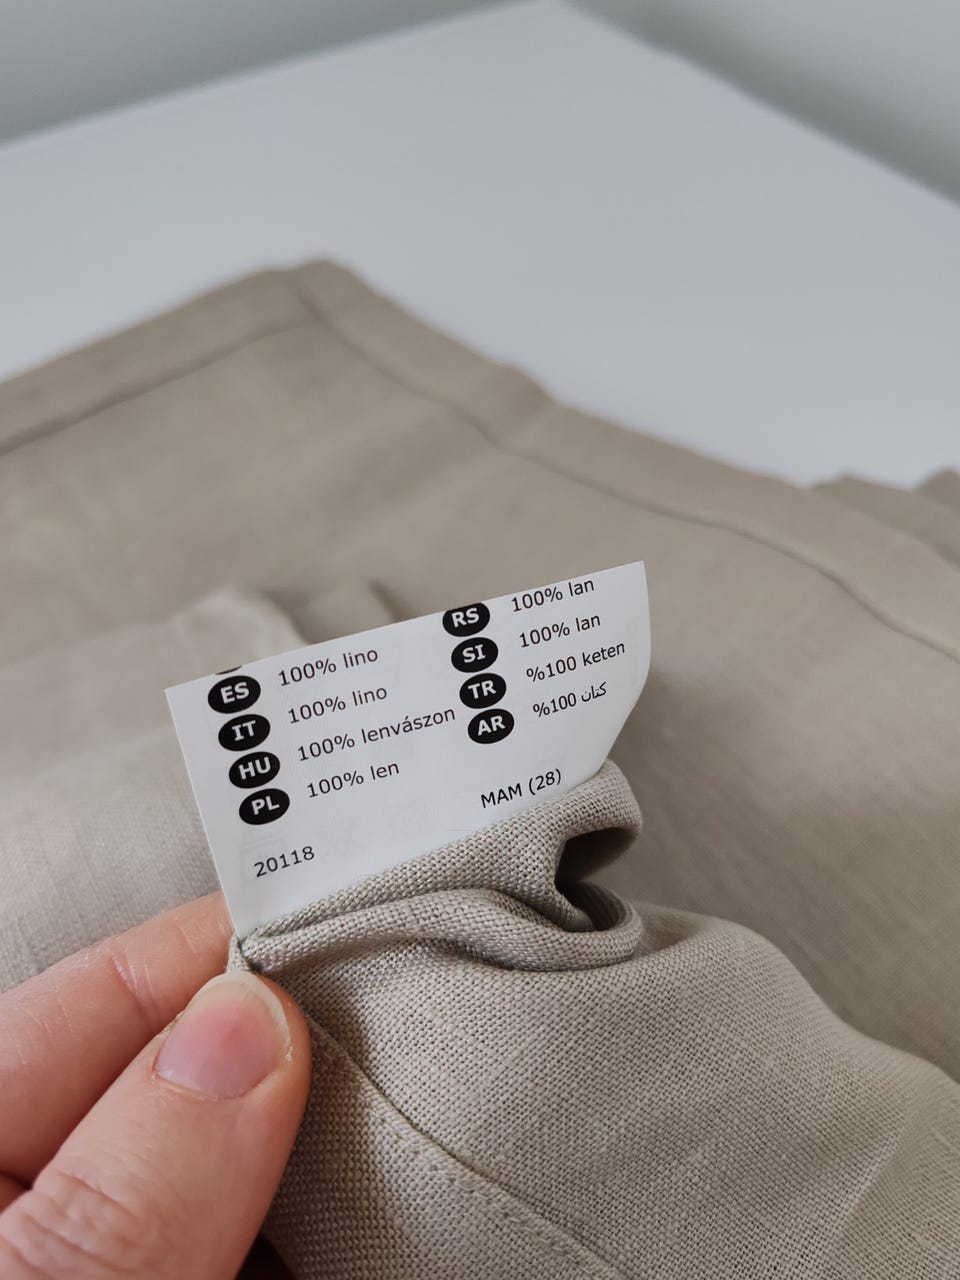 ES 100% lino
IT 100% lino
HU 100% lenvászon
PL 100% len
RS 100% lan
SI 100% lan
TR %100 keten
AR %100 كتان
MAM (28)
20118